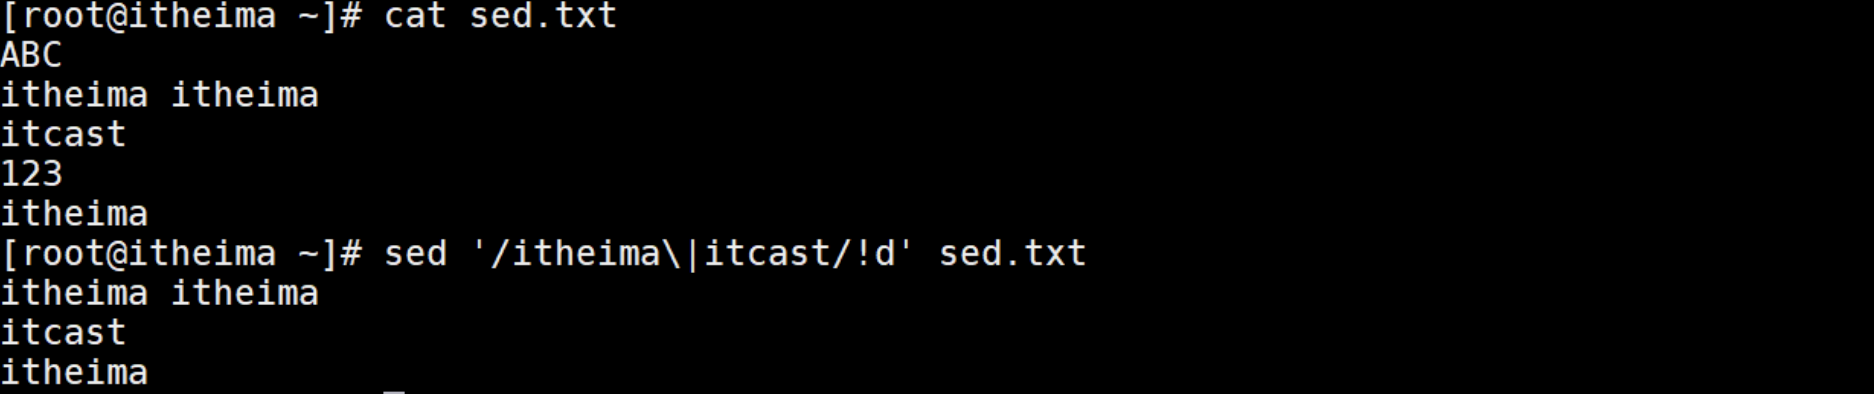 [root@itheima ~]# cat sed.txt
ABC
itheima itheima
itcast
123
itheima
[root@itheima ~]# sed '/itheima\|itcast/!d' sed.txt
itheima itheima
itcast
itheima